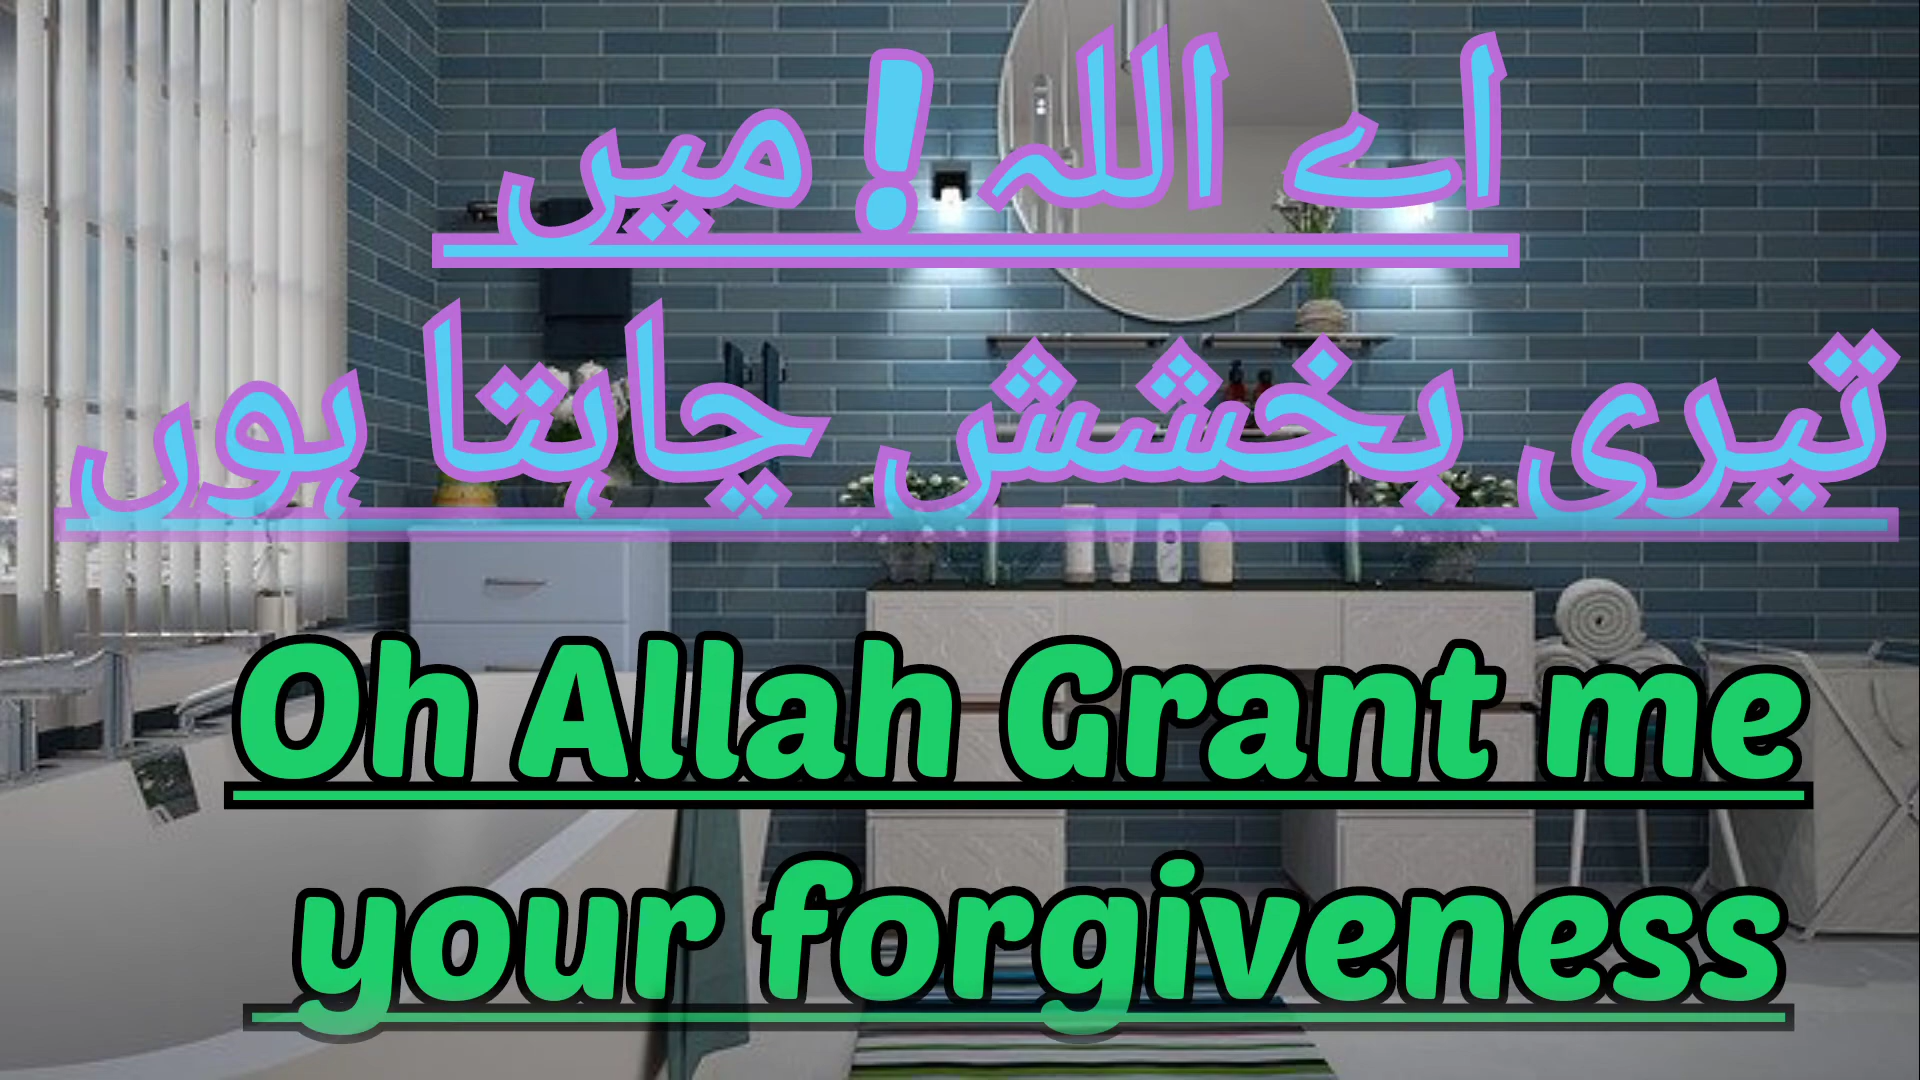 اے اللہ ! میں
تیری بخشش چاہتا ہوں
Oh Allah Grant me
your forgiveness